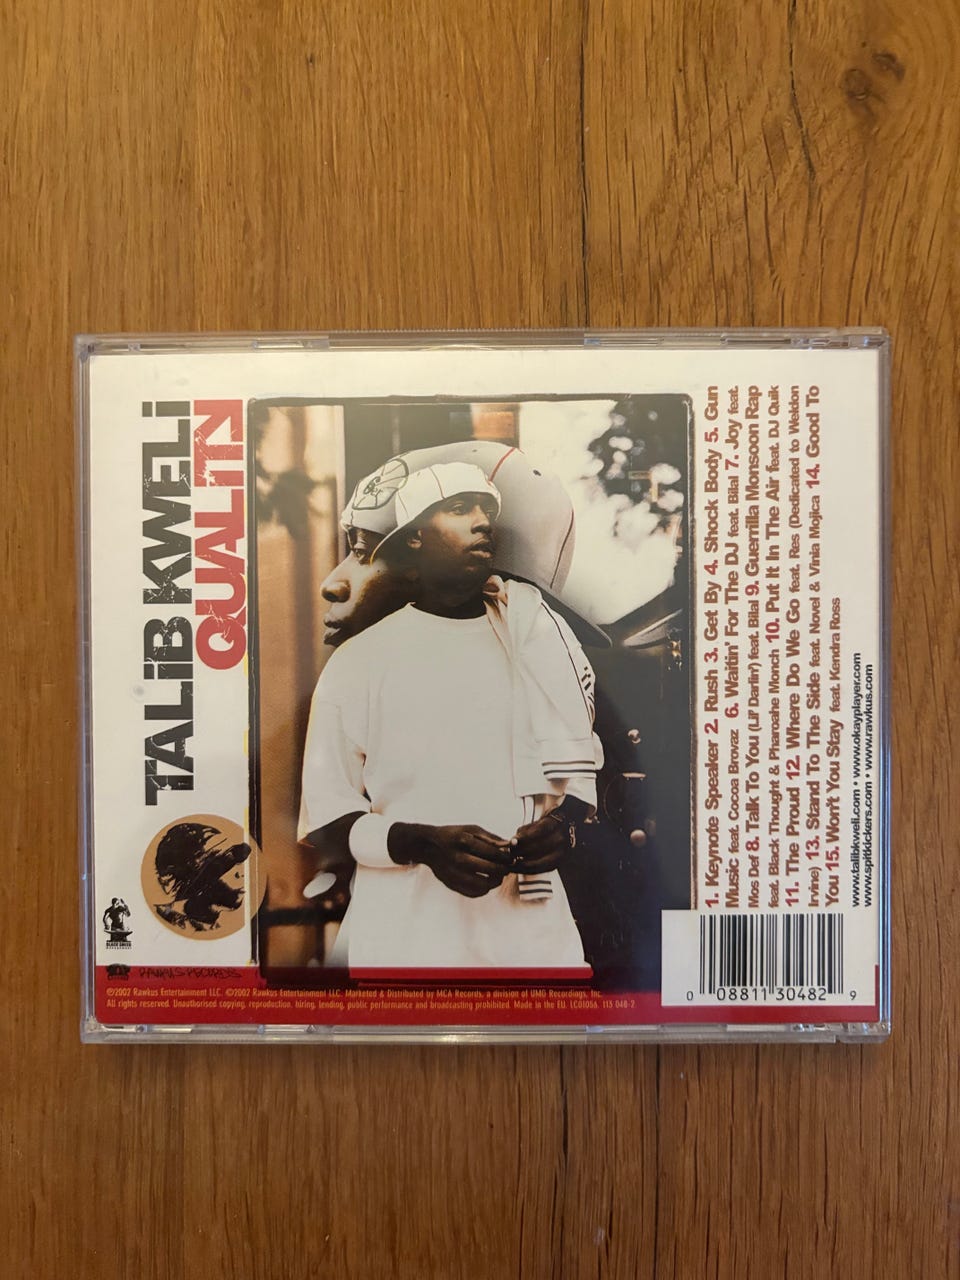 TALIB KWELI
QUALITY
1. Keynote Speaker 2. Rush 3. Get By 4. Shock Body 5. Gun
Music feat. Cocoa Brovaz 6. Waitin' For The DJ feat. Bilal 7. Joy feat.
Mos Def 8. Talk To You (Lil' Darlin') feat. Bilal 9. Guerrilla Monsoon Rap
feat. Black Thought & Pharoahe Monch 10. Put It In The Air feat. DJ Quik
11. The Proud 12. Where Do We Go feat. Res (Dedicated to Weldon
Irvine) 13. Stand To The Side feat. Novel & Vinia Mojica 14. Good To
You 15. Won't You Stay feat. Kendra Ross
www.talibkweli.com • www.okayplayer.com
www.spitkickers.com • www.rawkus.com
BLACK SMITH
RAWKUS RECORDS
℗2002 Rawkus Entertainment LLC. ©2002 Rawkus Entertainment LLC. Marketed & Distributed by MCA Records, a division of UMG Recordings, Inc.
All rights reserved. Unauthorised copying, reproduction, hiring, lending, public performance and broadcasting prohibited. Made in the EU. LC01056. 113 048-2
0 08811 30482 9